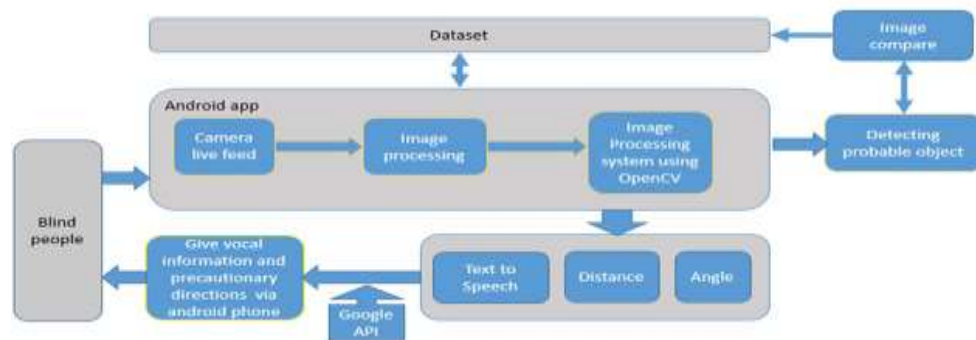 Dataset
Image
compare
Android app
Camera
live feed
Image
processing
Image
Processing
system using
OpenCV
Detecting
probable object
Blind
people
Give vocal
information and
precautionary
directions via
android phone
Google
API
Text to
Speech
Distance
Angle